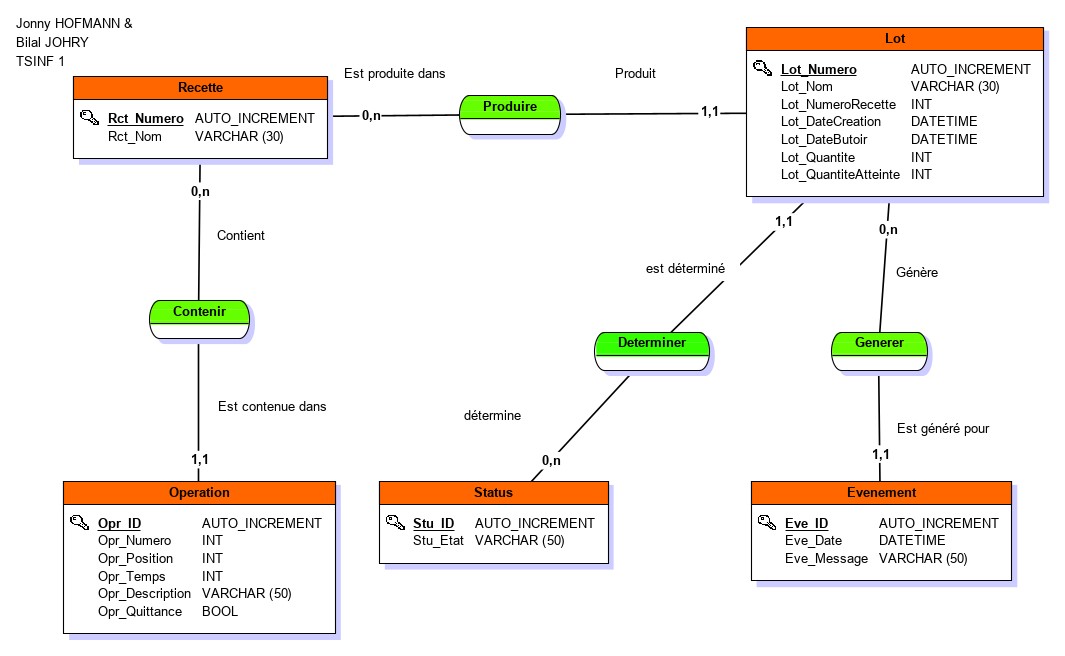 Jonny HOFMANN &
Bilal JOHRY
TSINF 1
Recette
Rct_Numero AUTO_INCREMENT
Rct_Nom VARCHAR (30)
Est produite dans
0,n
Produire
Produit
1,1
Lot
Lot_Numero AUTO_INCREMENT
Lot_Nom VARCHAR (30)
Lot_NumeroRecette INT
Lot_DateCreation DATETIME
Lot_DateButoir DATETIME
Lot_Quantite INT
Lot_QuantiteAtteinte INT
0,n
Contient
Contenir
Est contenue dans
1,1
1,1
est déterminé
Determiner
détermine
0,n
0,n
Génère
Generer
Est généré pour
1,1
Operation
Opr_ID AUTO_INCREMENT
Opr_Numero INT
Opr_Position INT
Opr_Temps INT
Opr_Description VARCHAR (50)
Opr_Quittance BOOL
Status
Stu_ID AUTO_INCREMENT
Stu_Etat VARCHAR (50)
Evenement
Eve_ID AUTO_INCREMENT
Eve_Date DATETIME
Eve_Message VARCHAR (50)